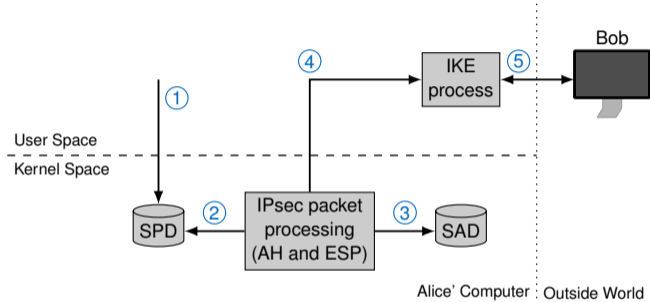 Bob
④
⑤
IKE
process
①
User Space
Kernel Space
IPsec packet
processing
(AH and ESP)
②
③
SPD
SAD
Alice' Computer
Outside World